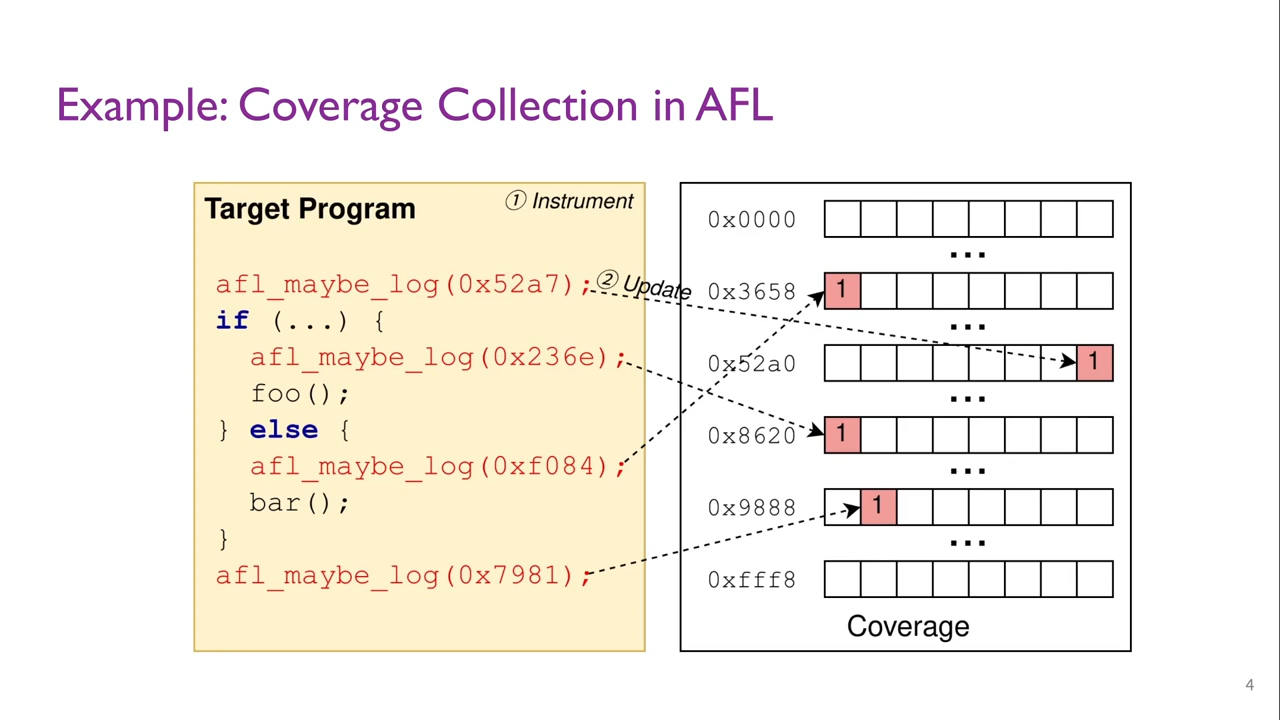 Example: Coverage Collection in AFL
Target Program
① Instrument
afl_maybe_log(0x52a7);
② Update
if (...) {
afl_maybe_log(0x236e);
foo();
} else {
afl_maybe_log(0xf084);
bar();
}
afl_maybe_log(0x7981);
0x0000
...
0x3658 1
...
0x52a0 1
...
0x8620 1
...
0x9888 1
...
0xfff8
Coverage
4